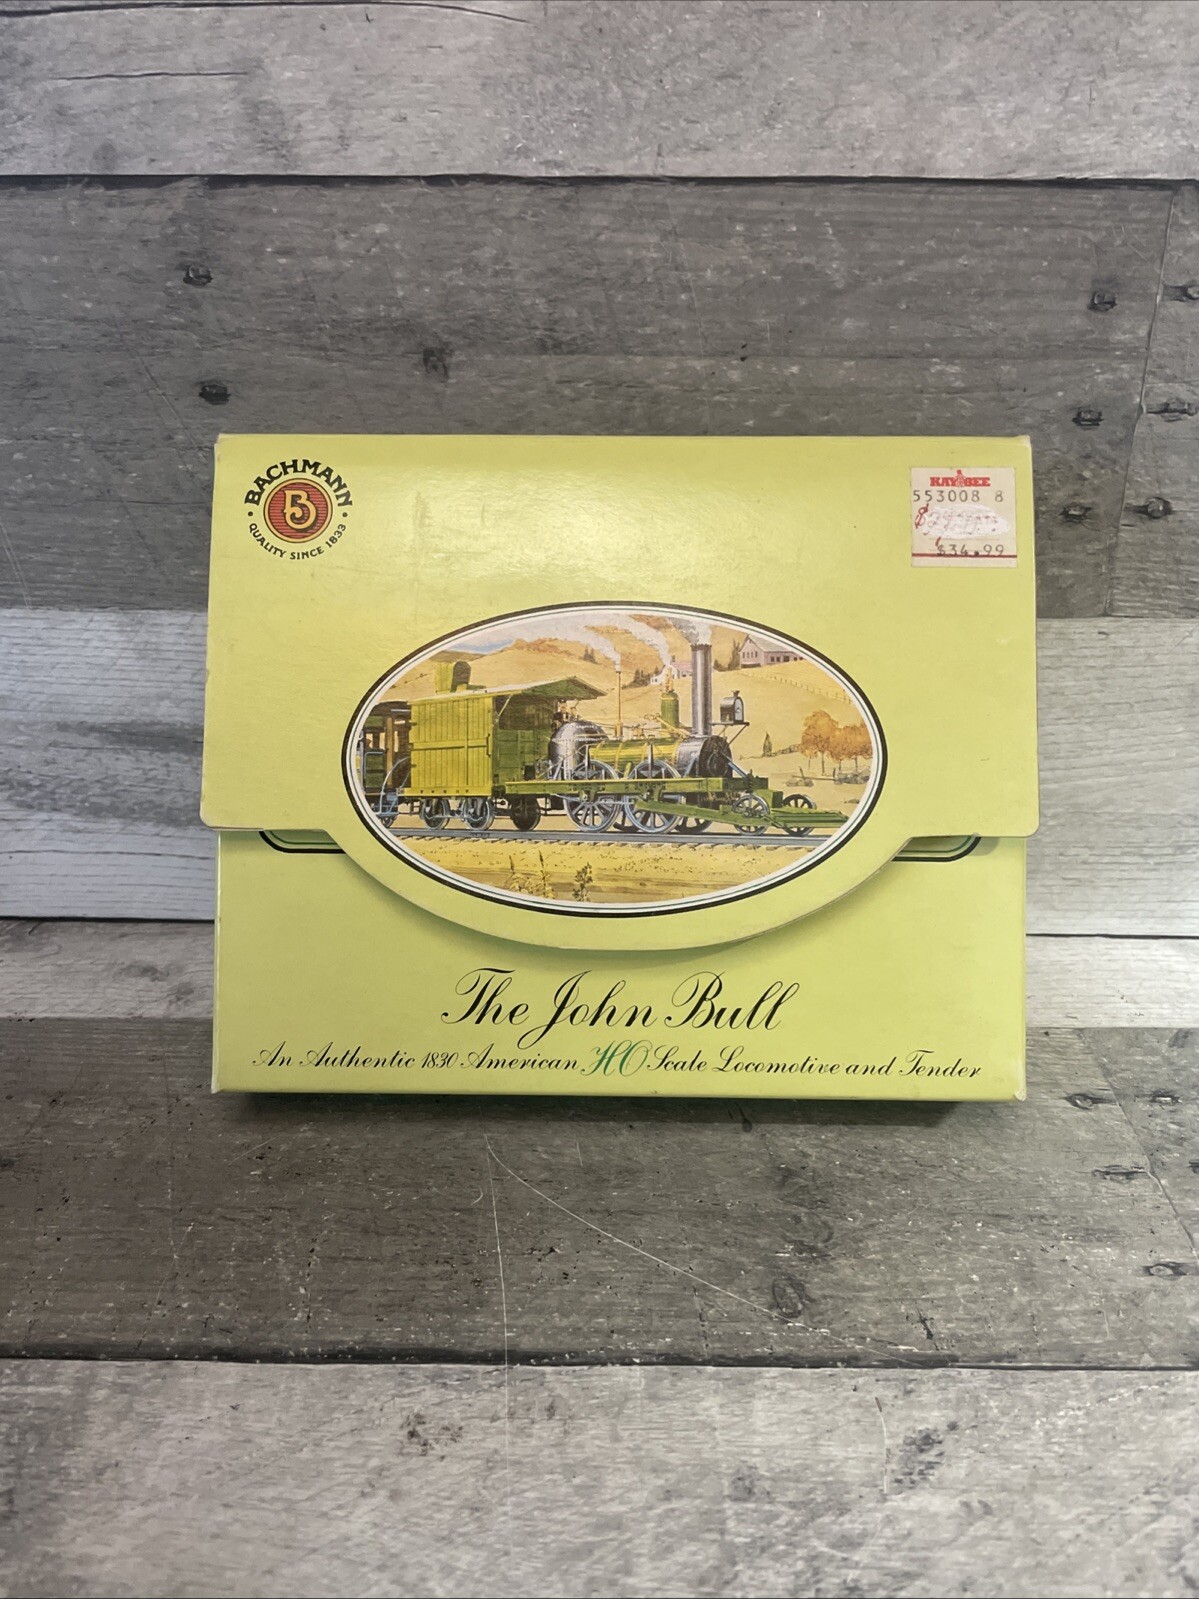 BACHMANN
B
QUALITY SINCE 1833
KAY BEE
553008 8
$34.99
The John Bull
An Authentic 1830 American HO Scale Locomotive and Tender